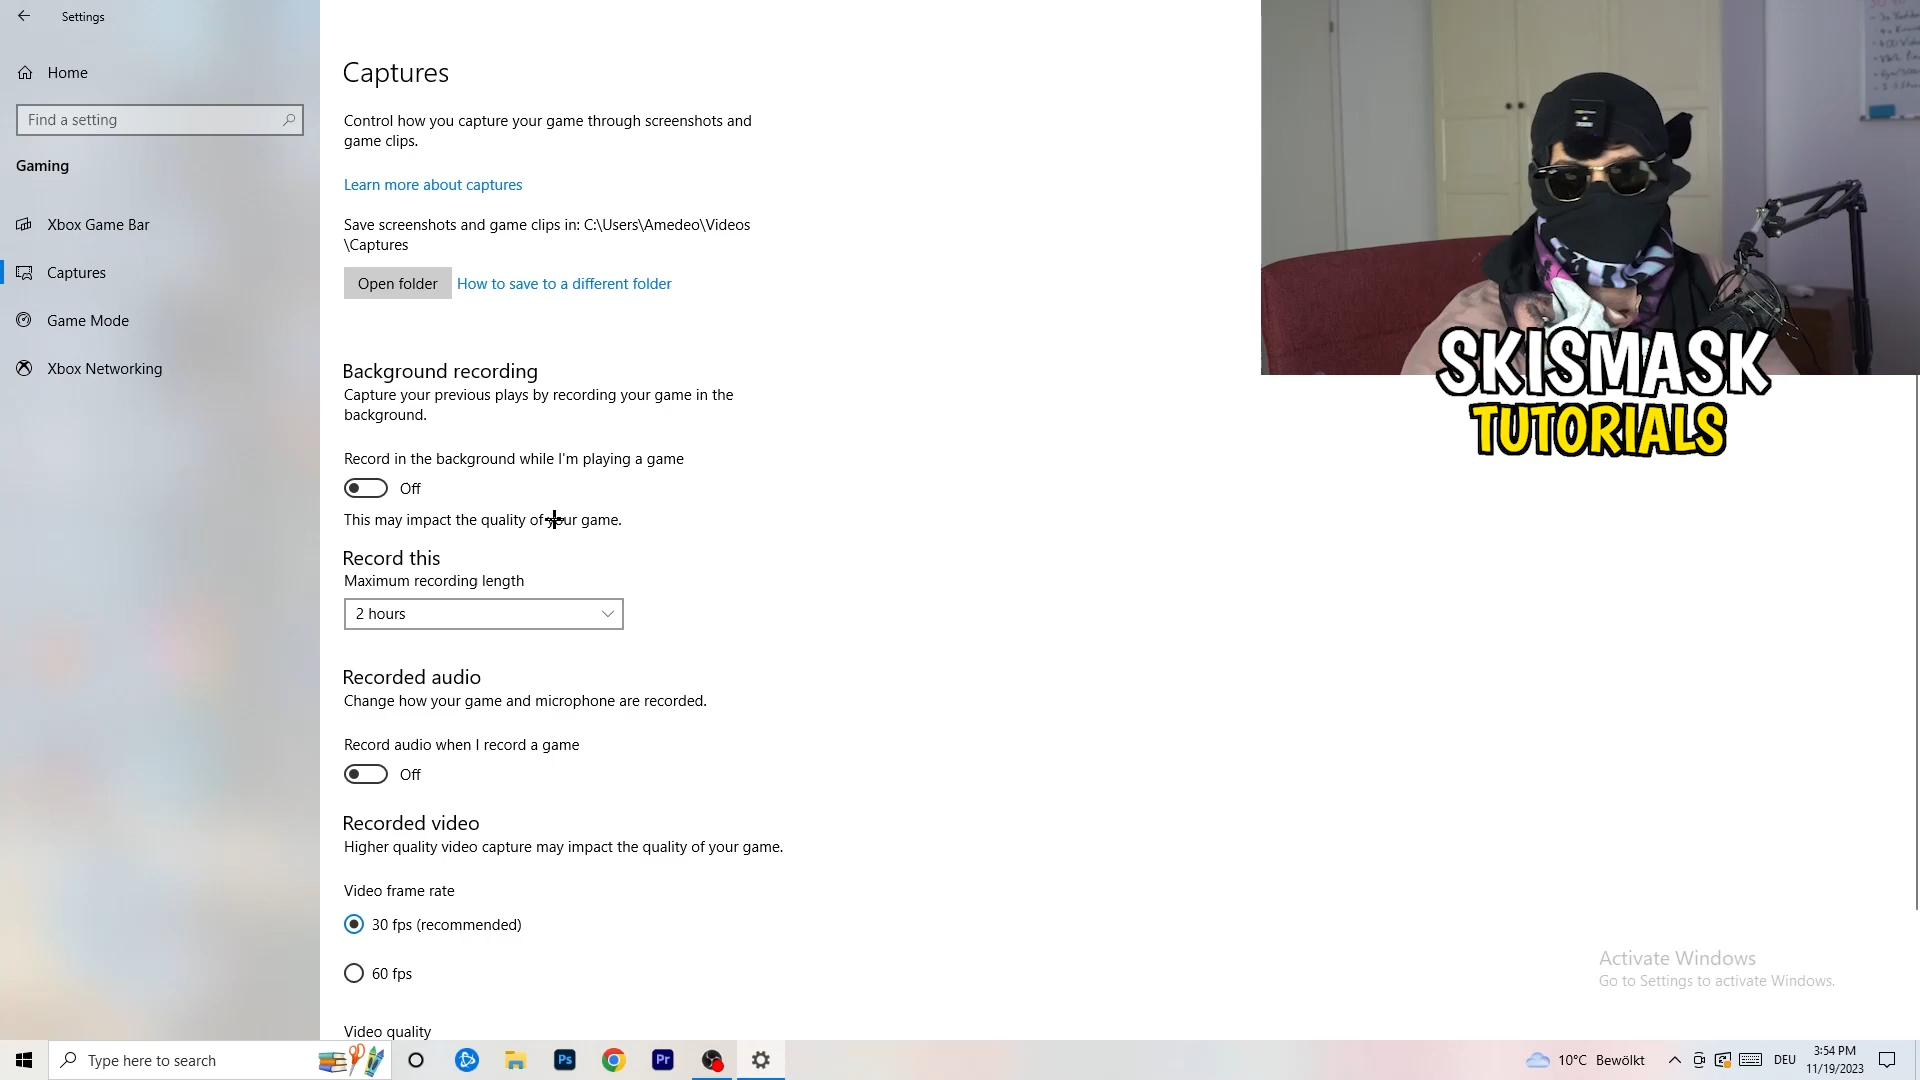 Settings
Home
Find a setting
Gaming
Xbox Game Bar
Captures
Game Mode
Xbox Networking
Captures
Control how you capture your game through screenshots and
game clips.
Learn more about captures
Save screenshots and game clips in: C:\Users\Amedeo\Videos
\Captures
Open folder
How to save to a different folder
Background recording
Capture your previous plays by recording your game in the
background.
Record in the background while I'm playing a game
Off
This may impact the quality of your game.
Record this
Maximum recording length
2 hours
Recorded audio
Change how your game and microphone are recorded.
Record audio when I record a game
Off
Recorded video
Higher quality video capture may impact the quality of your game.
Video frame rate
30 fps (recommended)
60 fps
Video quality
SKISMASK
TUTORIALS
Activate Windows
Go to Settings to activate Windows.
Type here to search
Ps
Pr
10°C Bewölkt
DEU
3:54 PM
11/19/2023